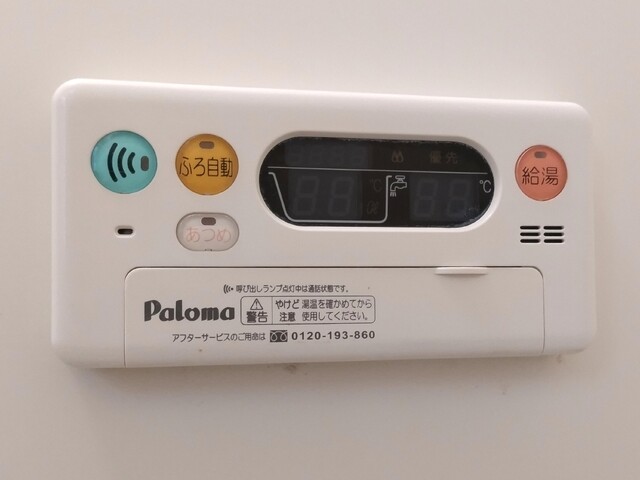 ふろ自動
優先
℃
℃
給湯
あつめ
呼び出しランプ点灯中は通話状態です。
Paloma
警告
やけど 湯温を確かめてから
注意 使用してください。
アフターサービスのご用命は 0120-193-860